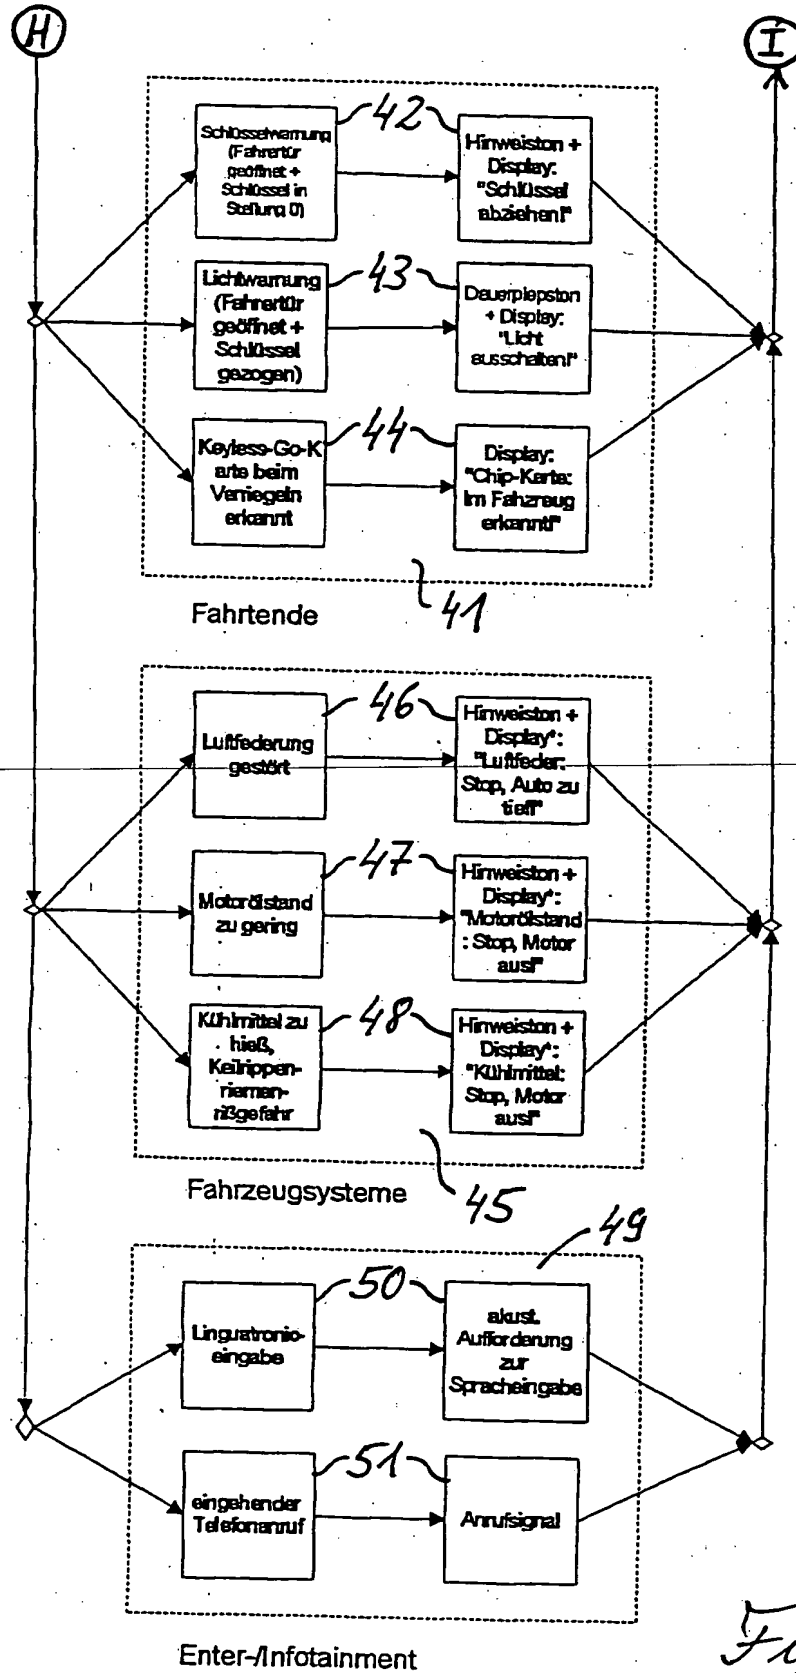 H
I
Schlüsselwarnung
(Fahrertür
geöffnet +
Schlüssel in
Stellung 0)
42
Hinweiston +
Display:
"Schlüssel
abziehen!"
Lichtwarnung
(Fahrertür
geöffnet +
Schlüssel
gezogen)
43
Dauerpiepston
+ Display:
"Licht
ausschalten!"
Keyless-Go-K
arte beim
Verriegeln
erkannt
44
Display:
"Chip-Karte:
Im Fahrzeug
erkannt!"
Fahrtende
41
Luftfederung
gestört
46
Hinweiston +
Display*:
"Luftfeder:
Stop, Auto zu
tief!"
Motorölstand
zu gering
47
Hinweiston +
Display*:
"Motorölstand
: Stop, Motor
aus!"
Kühlmittel zu
hieß,
Keilrippen-
riemen-
rißgefahr
48
Hinweiston +
Display*:
"Kühlmittel:
Stop, Motor
aus!"
Fahrzeugsysteme
45
49
Linguatronic-
eingabe
50
akust.
Aufforderung
zur
Spracheingabe
eingehender
Telefonanruf
51
Anrufsignal
Enter-/Infotainment